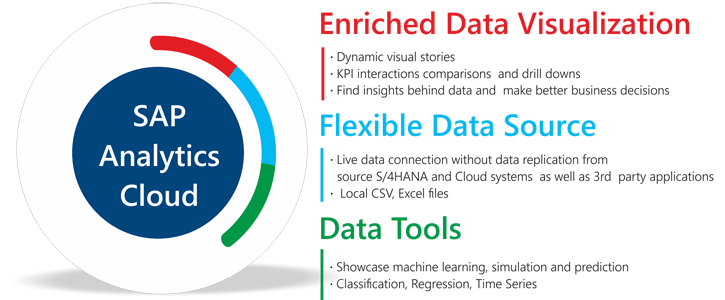 SAP
Analytics
Cloud
Enriched Data Visualization
· Dynamic visual stories
· KPI interactions comparisons and drill downs
· Find insights behind data and make better business decisions
Flexible Data Source
· Live data connection without data replication from
source S/4HANA and Cloud systems as well as 3rd party applications
· Local CSV, Excel files
Data Tools
· Showcase machine learning, simulation and prediction
· Classification, Regression, Time Series